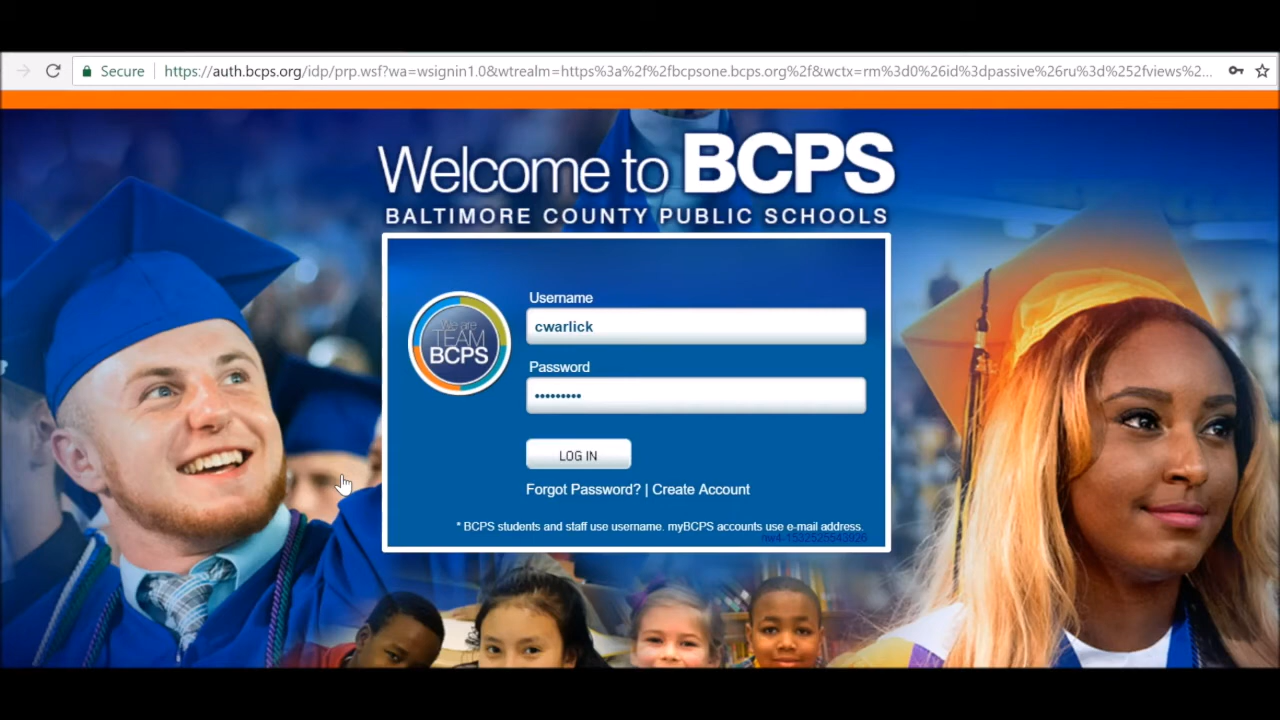 Secure https://auth.bcps.org/idp/prp.wsf?wa=wsignin1.0&wtrealm=https%3a%2f%2fbcpsone.bcps.org%2f&wctx=rm%3d0%26id%3dpassive%26ru%3d%252fviews%2...
Welcome to BCPS
BALTIMORE COUNTY PUBLIC SCHOOLS
We are
TEAM
BCPS
Username
cwarlick
Password
•••••••••
LOG IN
Forgot Password? | Create Account
* BCPS students and staff use username. myBCPS accounts use e-mail address.
nw4-1532525543926